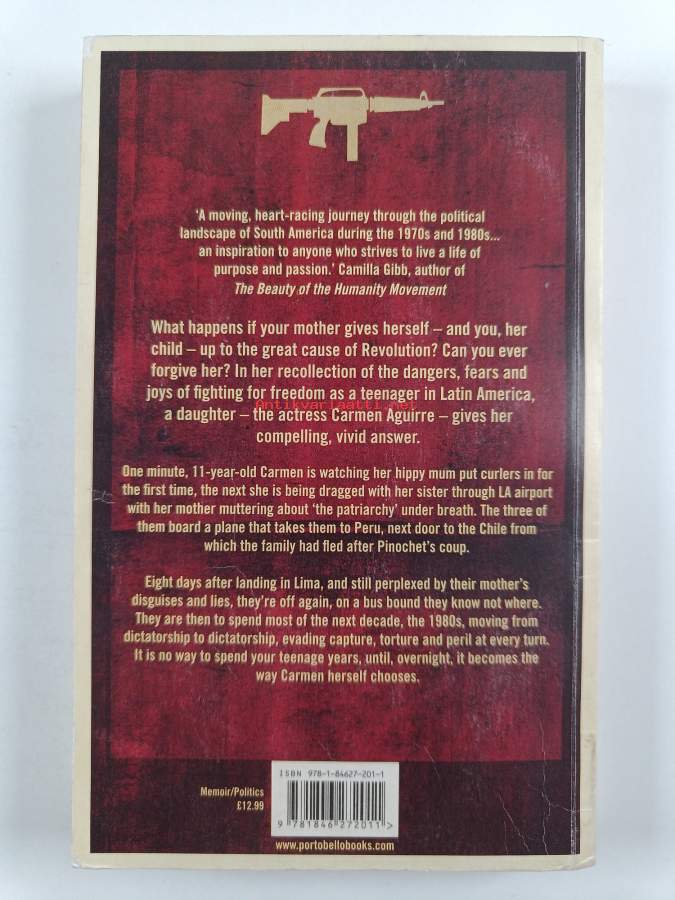 ‘A moving, heart-racing journey through the political
landscape of South America during the 1970s and 1980s...
an inspiration to anyone who strives to live a life of
purpose and passion.’ Camilla Gibb, author of
The Beauty of the Humanity Movement
What happens if your mother gives herself – and you, her
child – up to the great cause of Revolution? Can you ever
forgive her? In her recollection of the dangers, fears and
joys of fighting for freedom as a teenager in Latin America,
Antikvariaatti.net
a daughter – the actress Carmen Aguirre – gives her
compelling, vivid answer.
One minute, 11-year-old Carmen is watching her hippy mum put curlers in for
the first time, the next she is being dragged with her sister through LA airport
with her mother muttering about ‘the patriarchy’ under breath. The three of
them board a plane that takes them to Peru, next door to the Chile from
which the family had fled after Pinochet’s coup.
Eight days after landing in Lima, and still perplexed by their mother’s
disguises and lies, they’re off again, on a bus bound they know not where.
They are then to spend most of the next decade, the 1980s, moving from
dictatorship to dictatorship, evading capture, torture and peril at every turn.
It is no way to spend your teenage years, until, overnight, it becomes the
way Carmen herself chooses.
Memoir/Politics
£12.99
ISBN 978-1-84627-201-1
9 781846 272011 >
www.portobellobooks.com